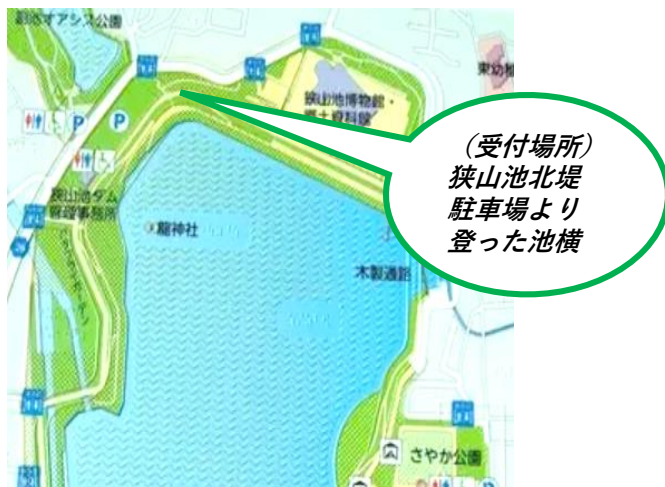 副池オアシス公園
狭山池博物館・
郷土資料館
東幼稚
(受付場所)
狭山池北堤
駐車場より
登った池横
P
P
狭山池ダム
管理事務所
龍神社
木製通路
さやか公園